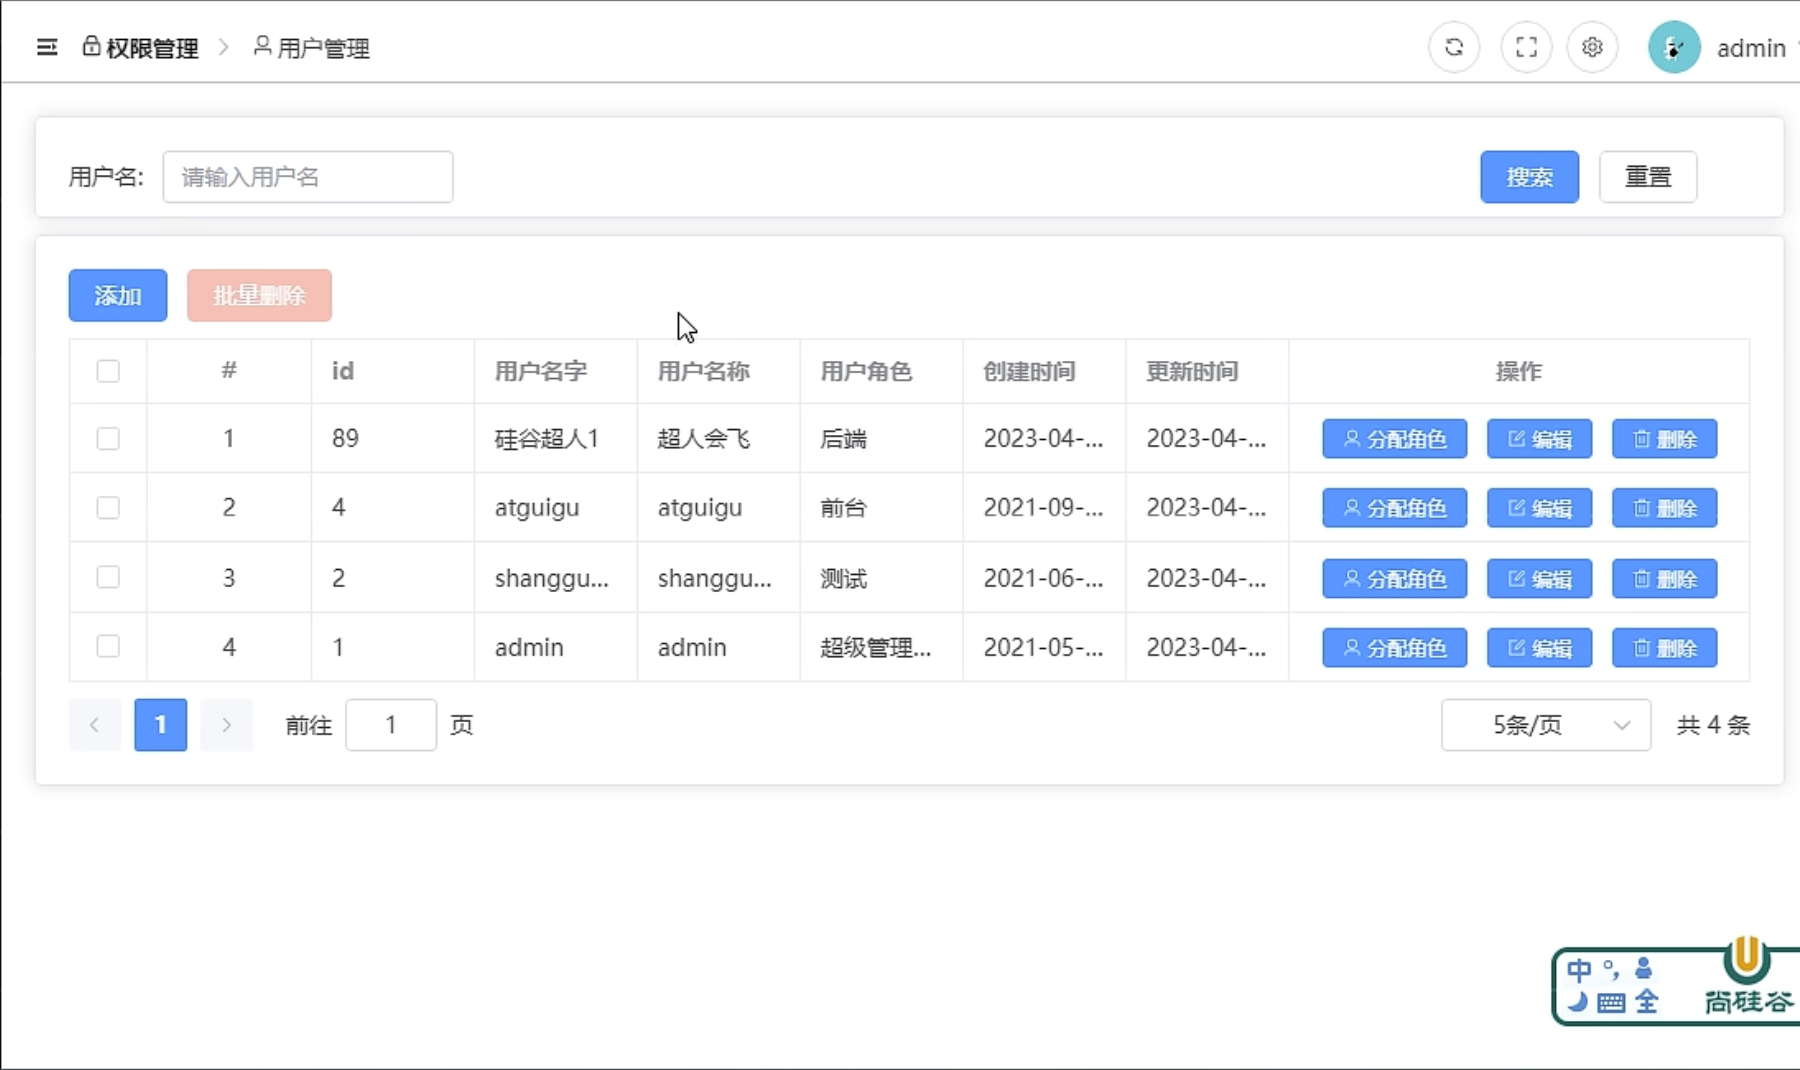 权限管理 用户管理 admin
用户名: 请输入用户名 搜索 重置
添加 批量删除
# id 用户名字 用户名称 用户角色 创建时间 更新时间 操作
1 89 硅谷超人1 超人会飞 后端 2023-04-... 2023-04-... 分配角色 编辑 删除
2 4 atguigu atguigu 前台 2021-09-... 2023-04-... 分配角色 编辑 删除
3 2 shanggu... shanggu... 测试 2021-06-... 2023-04-... 分配角色 编辑 删除
4 1 admin admin 超级管理... 2021-05-... 2023-04-... 分配角色 编辑 删除
1 前往 1 页 5条/页 共 4 条
中 °,
全 尚硅谷